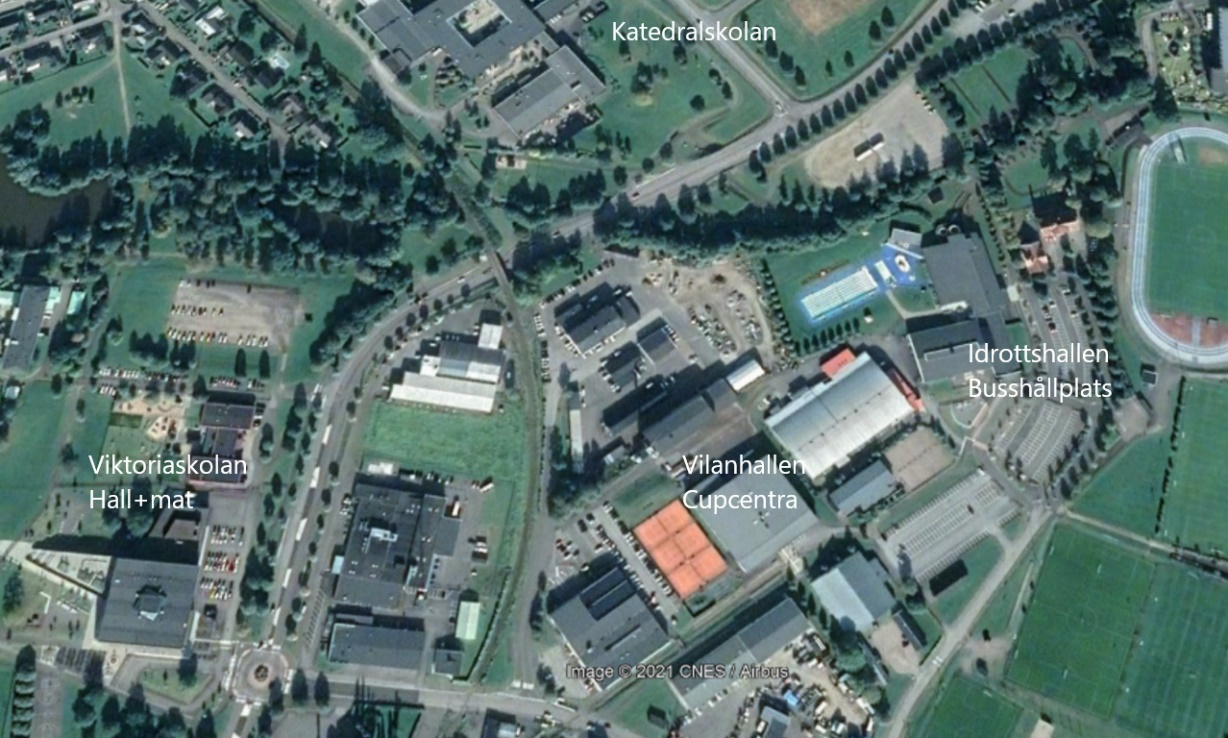 Katedralskolan
Idrottshallen
Busshållplats
Viktoriaskolan
Hall+mat
Vilanhallen
Cupcentra
Image © 2021 CNES / Airbus